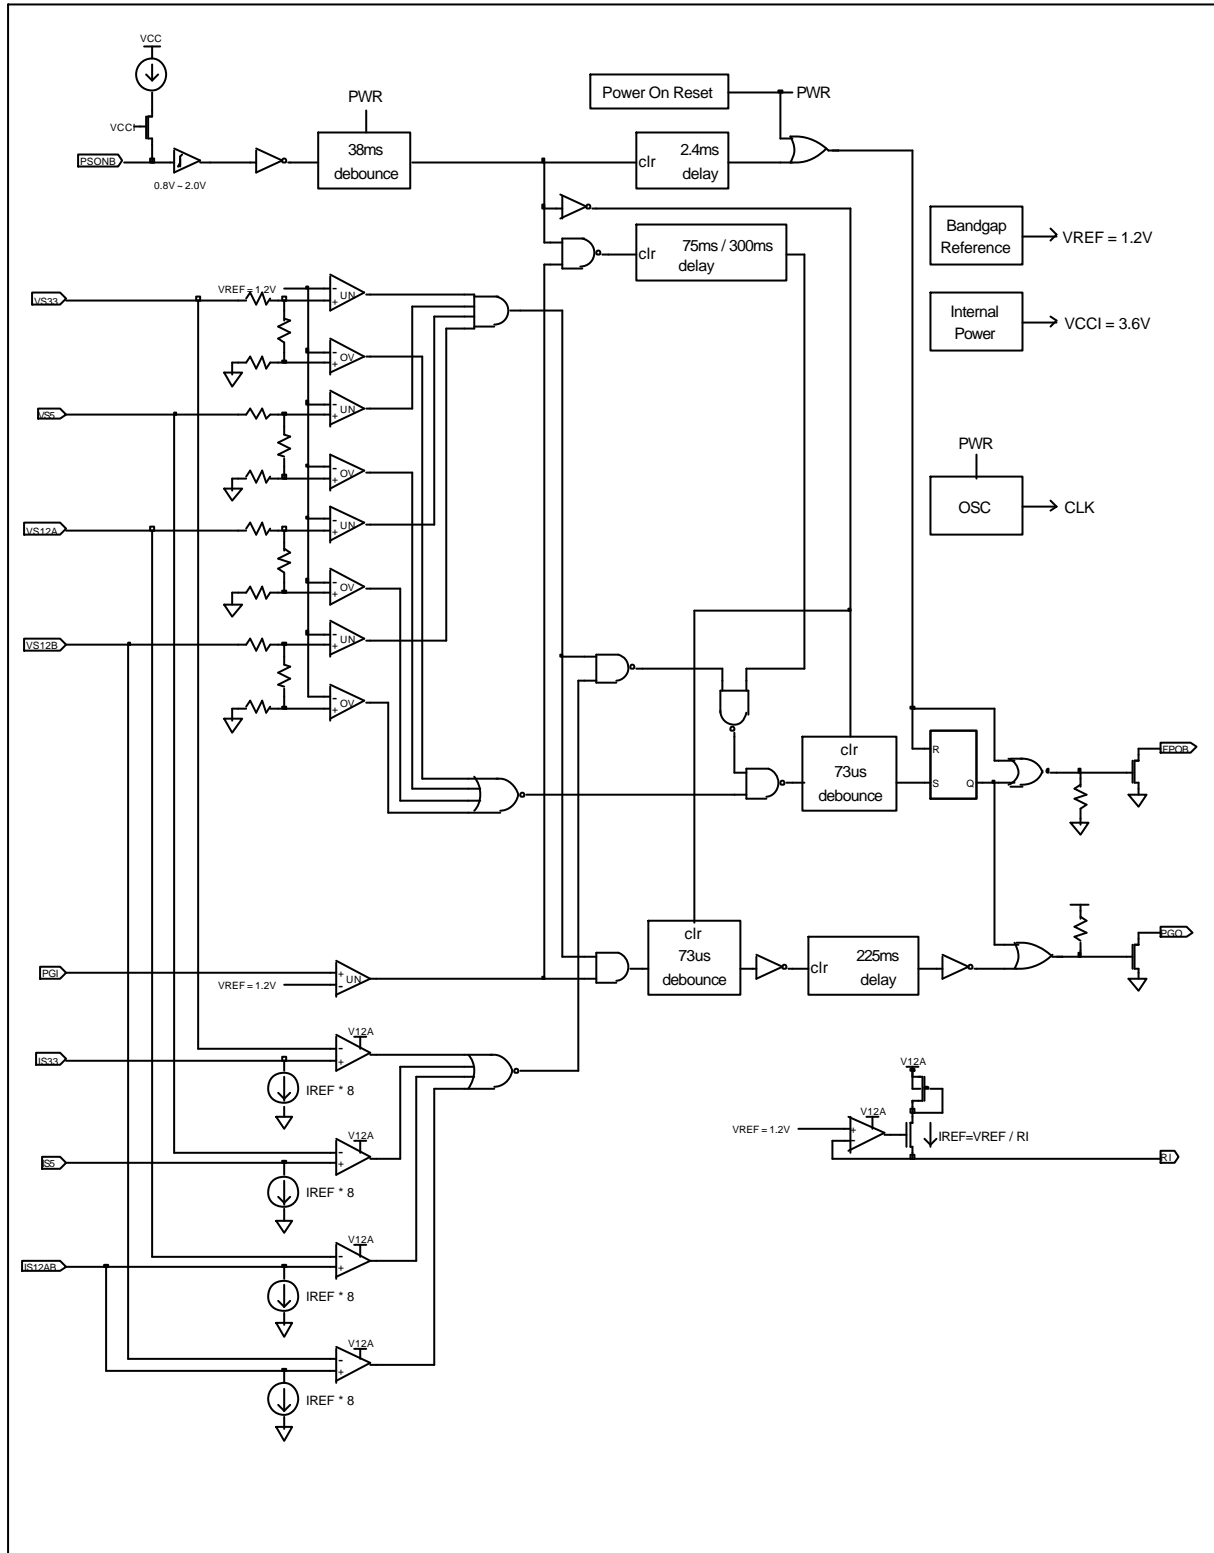 VCC
VCCI
PSONB
0.8V ~ 2.0V
PWR
38ms
debounce
Power On Reset
PWR
clr
2.4ms
delay
clr
75ms / 300ms
delay
Bandgap
Reference
VREF = 1.2V
Internal
Power
VCCI = 3.6V
PWR
OSC
CLK
VS33
VREF = 1.2V
-
+
UN
-
+
OV
VS5
-
+
UN
-
+
OV
VS12A
-
+
UN
-
+
OV
VS12B
-
+
UN
-
+
OV
clr
73us
debounce
R
S
Q
FPOB
clr
73us
debounce
clr
225ms
delay
PGO
PGI
VREF = 1.2V
+
-
UN
IS33
V12A
-
+
IREF * 8
IS5
V12A
-
+
IREF * 8
IS12AB
V12A
-
+
IREF * 8
V12A
-
+
IREF * 8
V12A
V12A
VREF = 1.2V
+
-
IREF=VREF / RI
RI